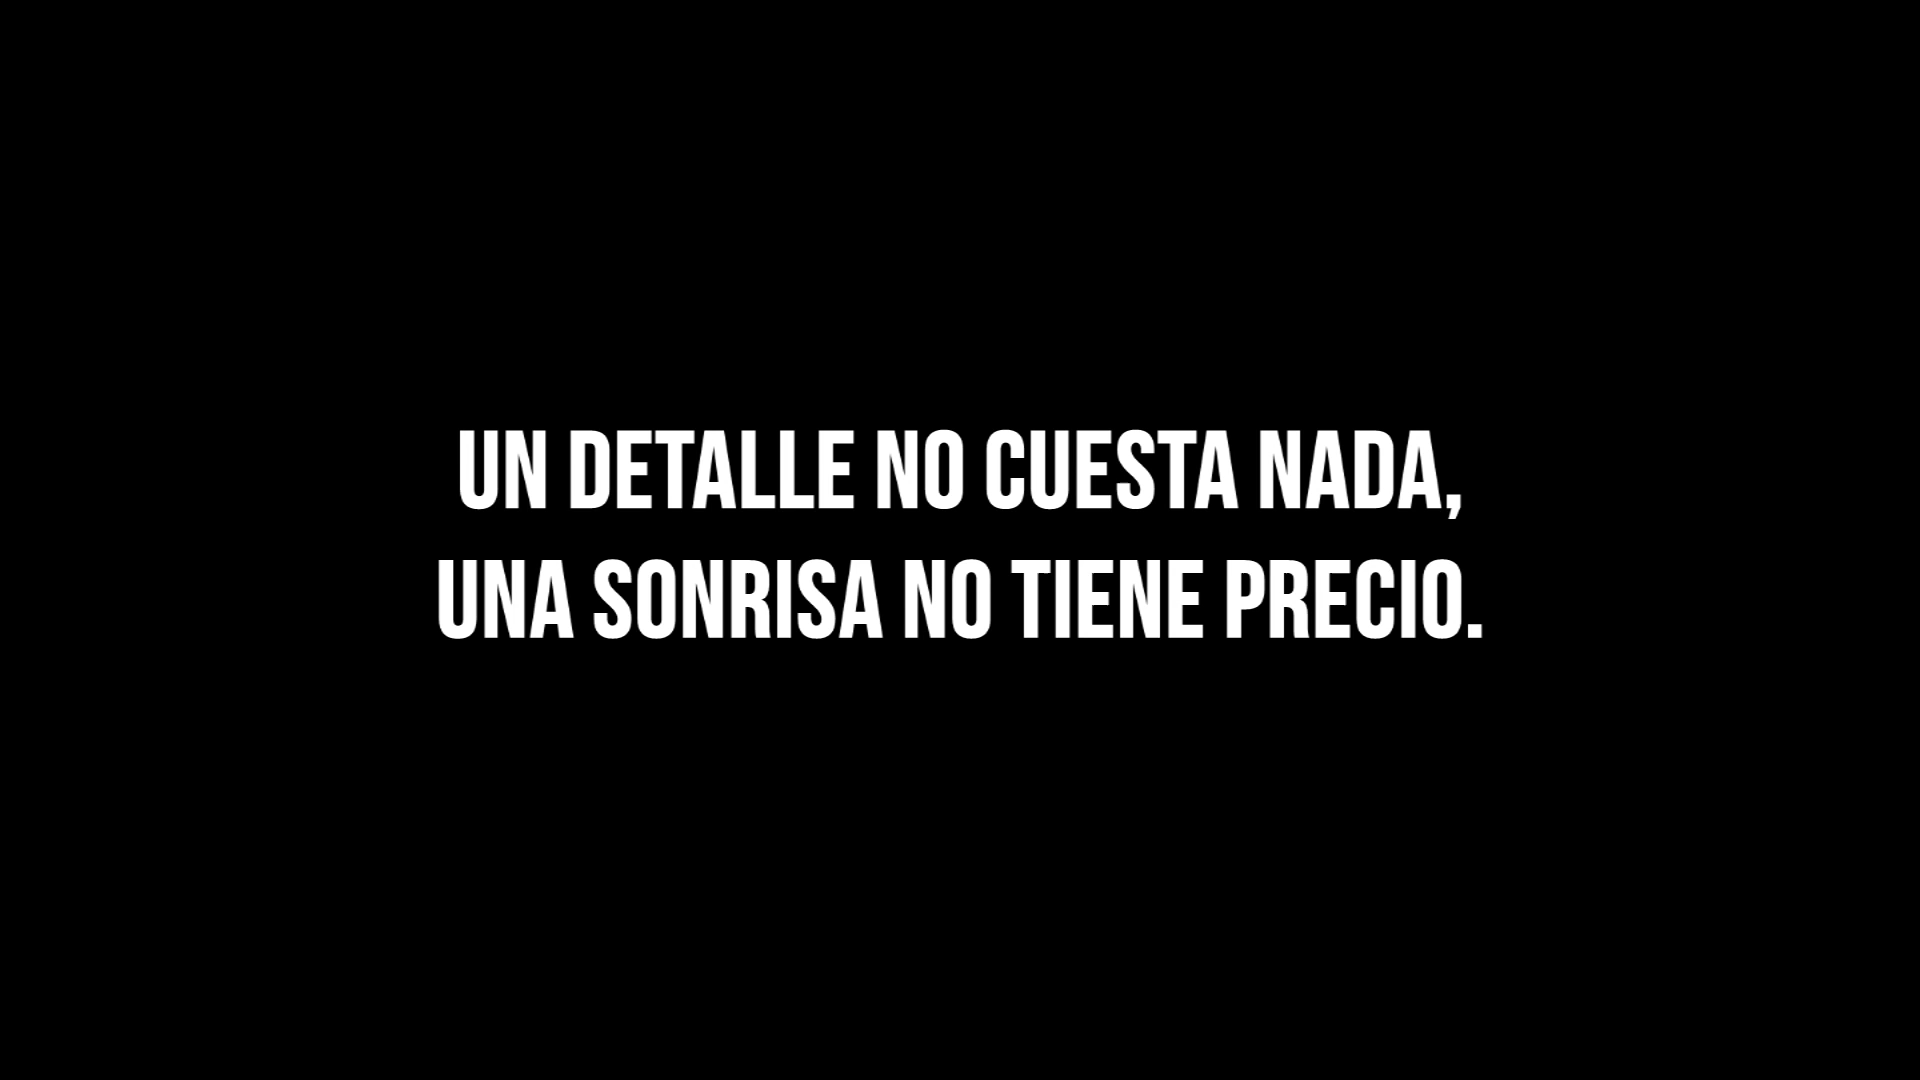 UN DETALLE NO CUESTA NADA,
UNA SONRISA NO TIENE PRECIO.